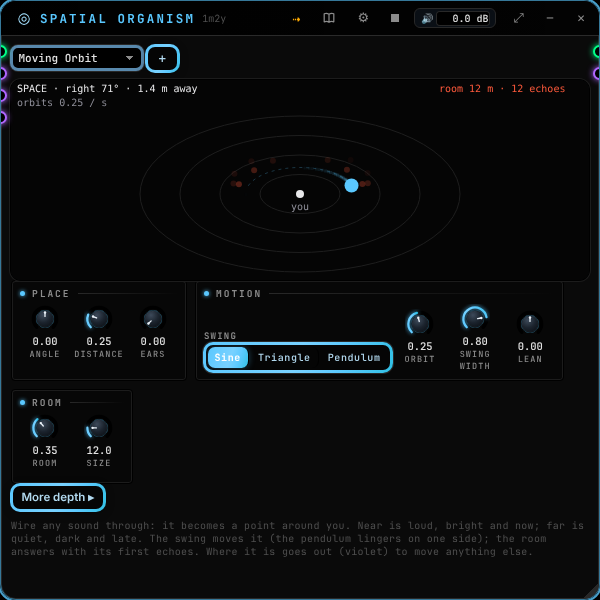 SPATIAL ORGANISM 1m2y
0.0 dB
Moving Orbit
+
SPACE · right 71° · 1.4 m away
room 12 m · 12 echoes
orbits 0.25 / s
you
PLACE
0.00 0.25 0.00
ANGLE DISTANCE EARS
MOTION
SWING
Sine Triangle Pendulum
0.25 0.80 0.00
ORBIT SWING WIDTH LEAN
ROOM
0.35 12.0
ROOM SIZE
More depth ▸
Wire any sound through: it becomes a point around you. Near is loud, bright and now; far is
quiet, dark and late. The swing moves it (the pendulum lingers on one side); the room
answers with its first echoes. Where it is goes out (violet) to move anything else.